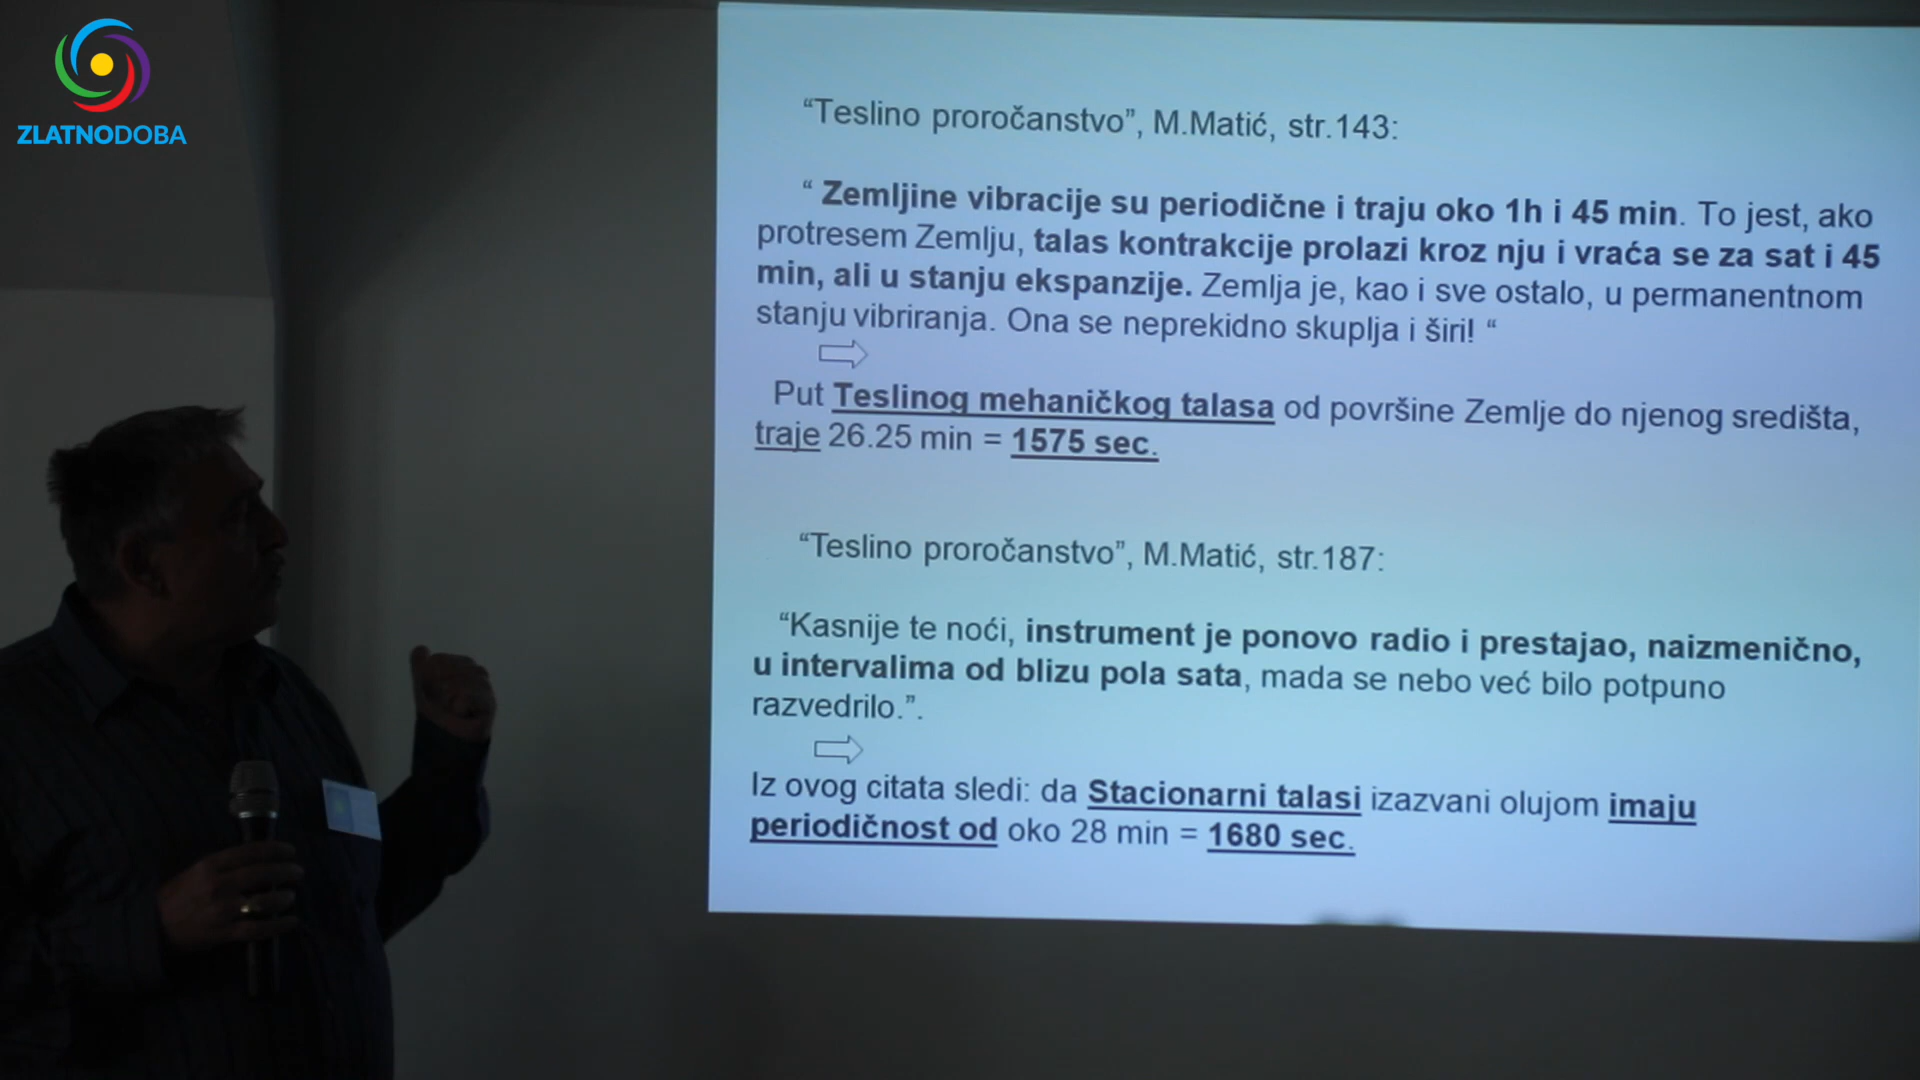 ZLATNODOBA
“Teslino proročanstvo”, M.Matić, str.143:
“ Zemljine vibracije su periodične i traju oko 1h i 45 min. To jest, ako
protresem Zemlju, talas kontrakcije prolazi kroz nju i vraća se za sat i 45
min, ali u stanju ekspanzije. Zemlja je, kao i sve ostalo, u permanentnom
stanju vibriranja. Ona se neprekidno skuplja i širi! “
Put Teslinog mehaničkog talasa od površine Zemlje do njenog središta,
traje 26.25 min = 1575 sec.
“Teslino proročanstvo”, M.Matić, str.187:
“Kasnije te noći, instrument je ponovo radio i prestajao, naizmenično,
u intervalima od blizu pola sata, mada se nebo već bilo potpuno
razvedrilo.”.
Iz ovog citata sledi: da Stacionarni talasi izazvani olujom imaju
periodičnost od oko 28 min = 1680 sec.